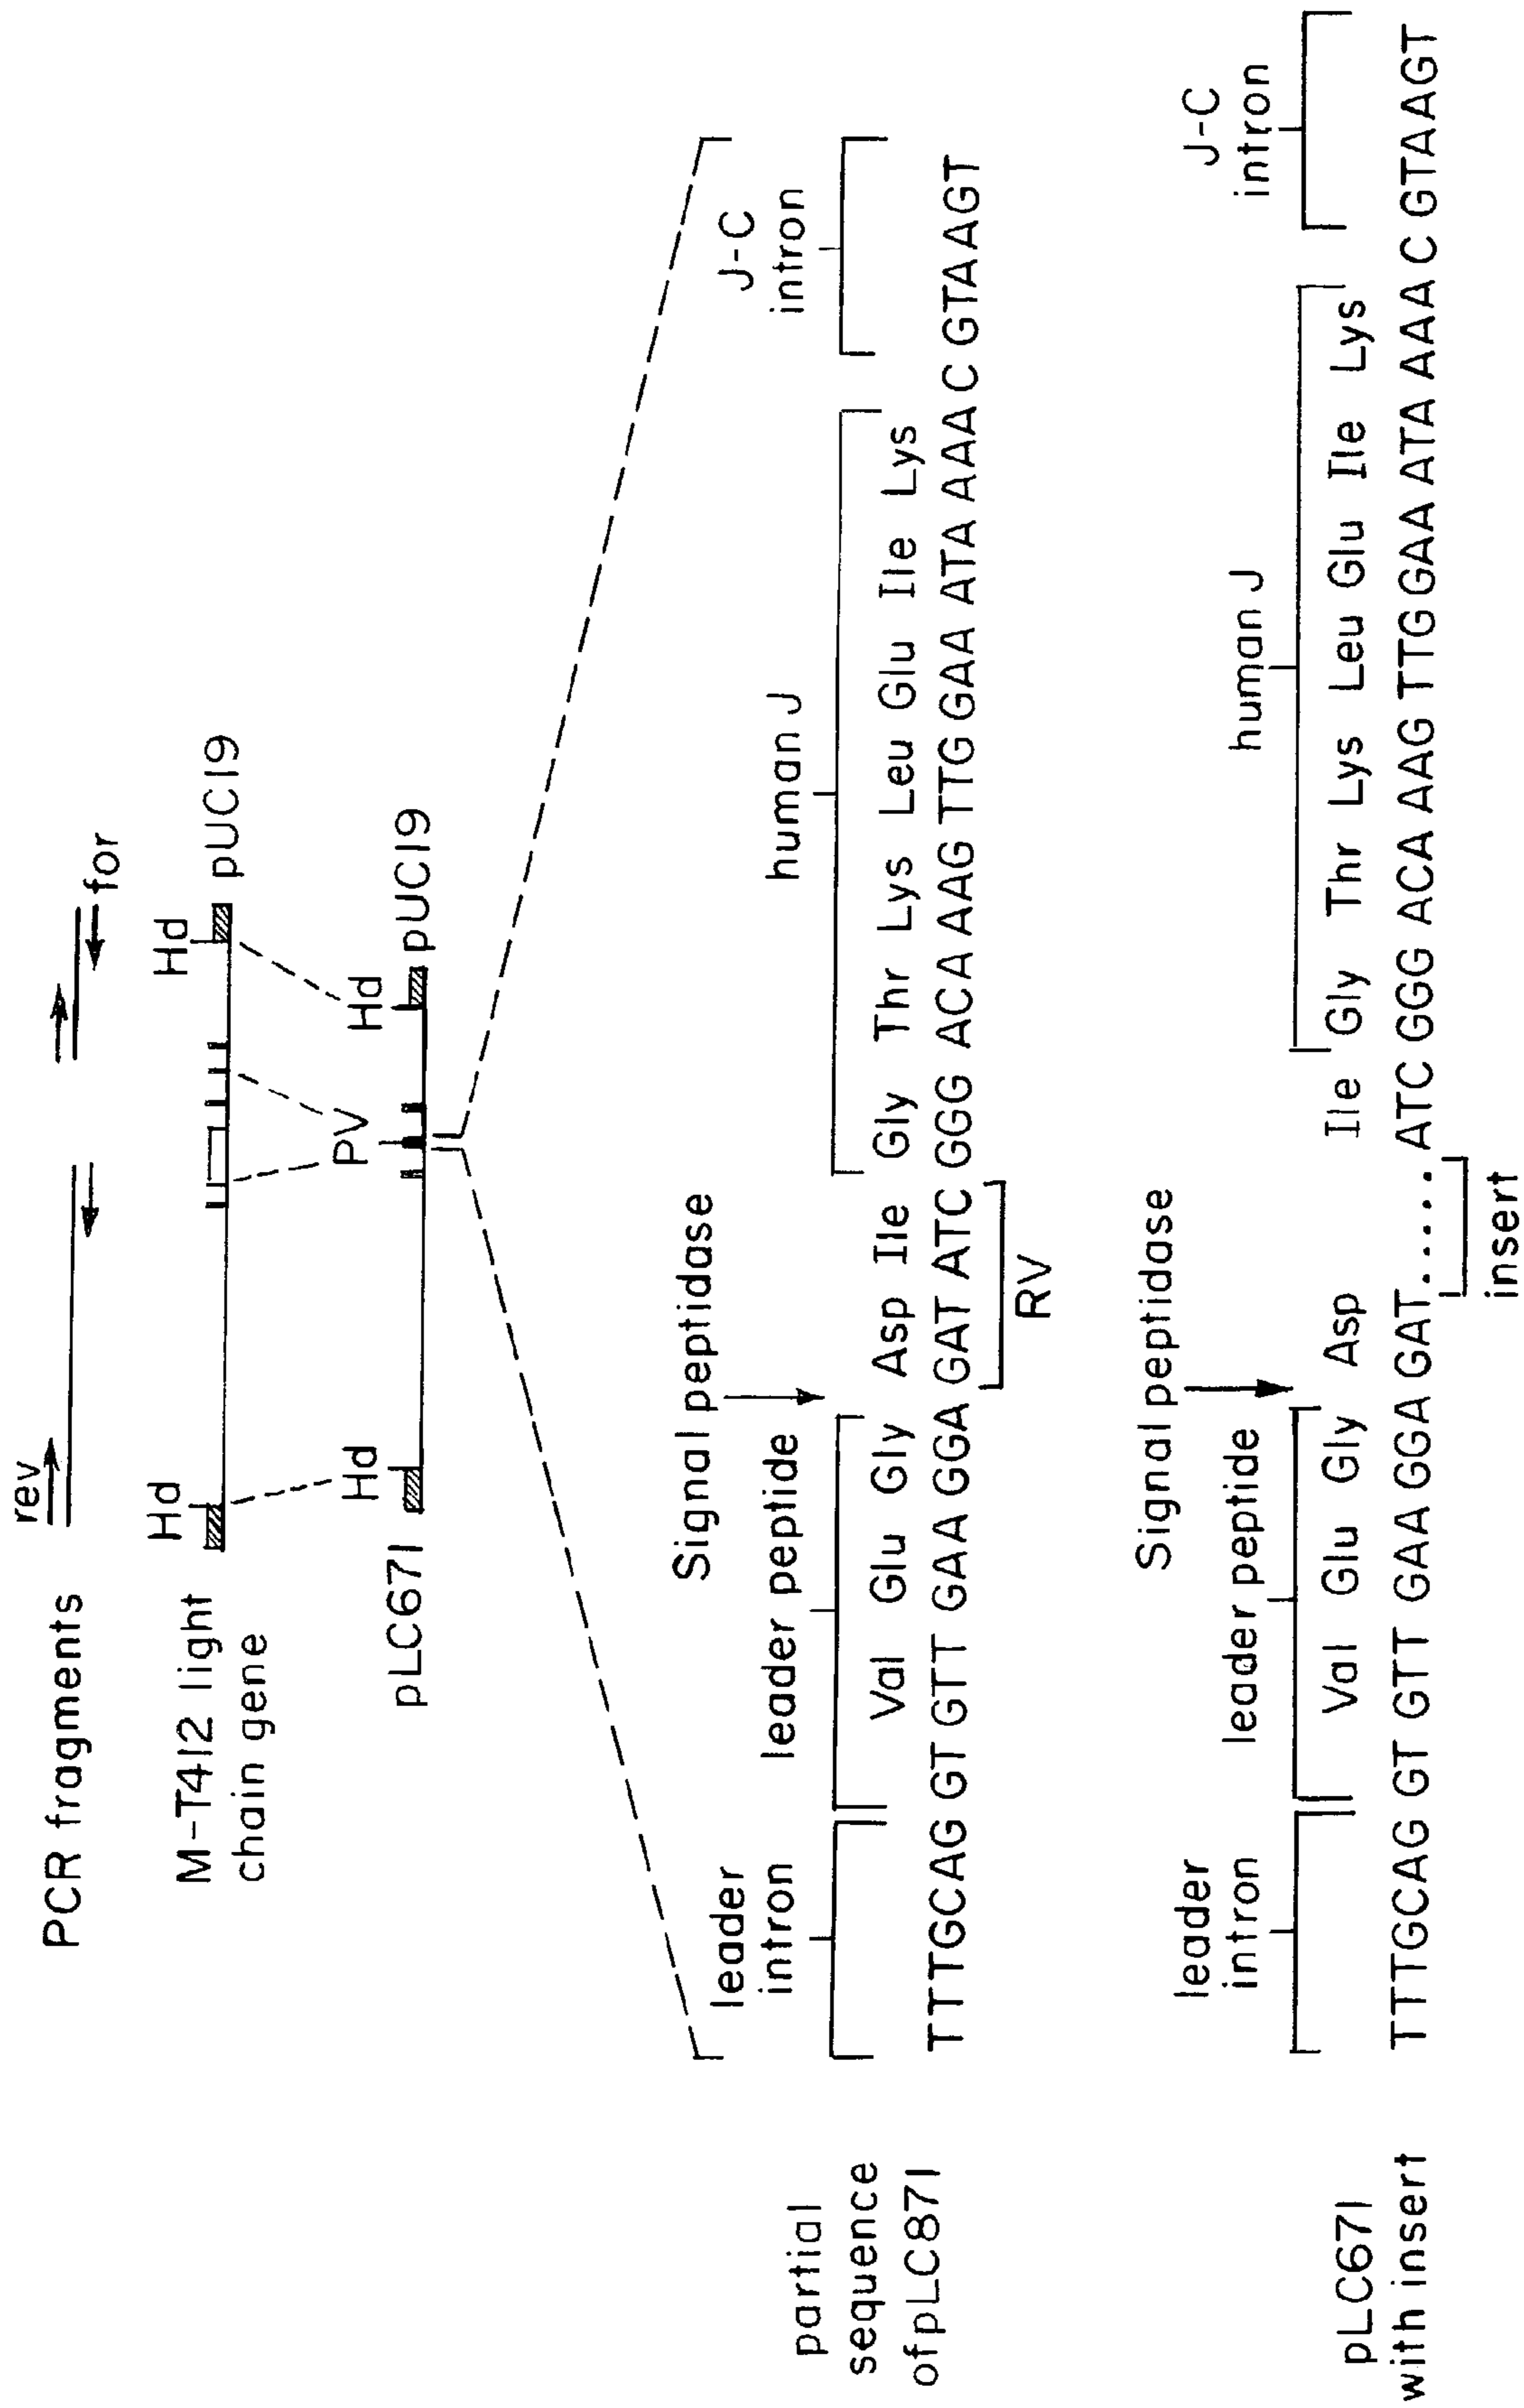 PCR fragments
rev
for
M-T412 light
chain gene
Hd
Hd
pUC19
pLC671
Hd
PV
Hd
pUC19
partial
sequence
of pLC871
leader
intron
leader peptide
Signal peptidase
human J
J-C
intron
Val Glu Gly Asp Ile Gly Thr Lys Leu Glu Ile Lys
TTTGCAG GT GTT GAA GGA GAT ATC GGG ACA AAG TTG GAA ATA AAA C GTAAGT
RV
pLC671
with insert
leader
intron
leader peptide
Signal peptidase
human J
J-C
intron
Val Glu Gly Asp Ile Gly Thr Lys Leu Glu Ile Lys
TTTGCAG GT GTT GAA GGA GAT.....ATC GGG ACA AAG TTG GAA ATA AAA C GTAAGT
insert